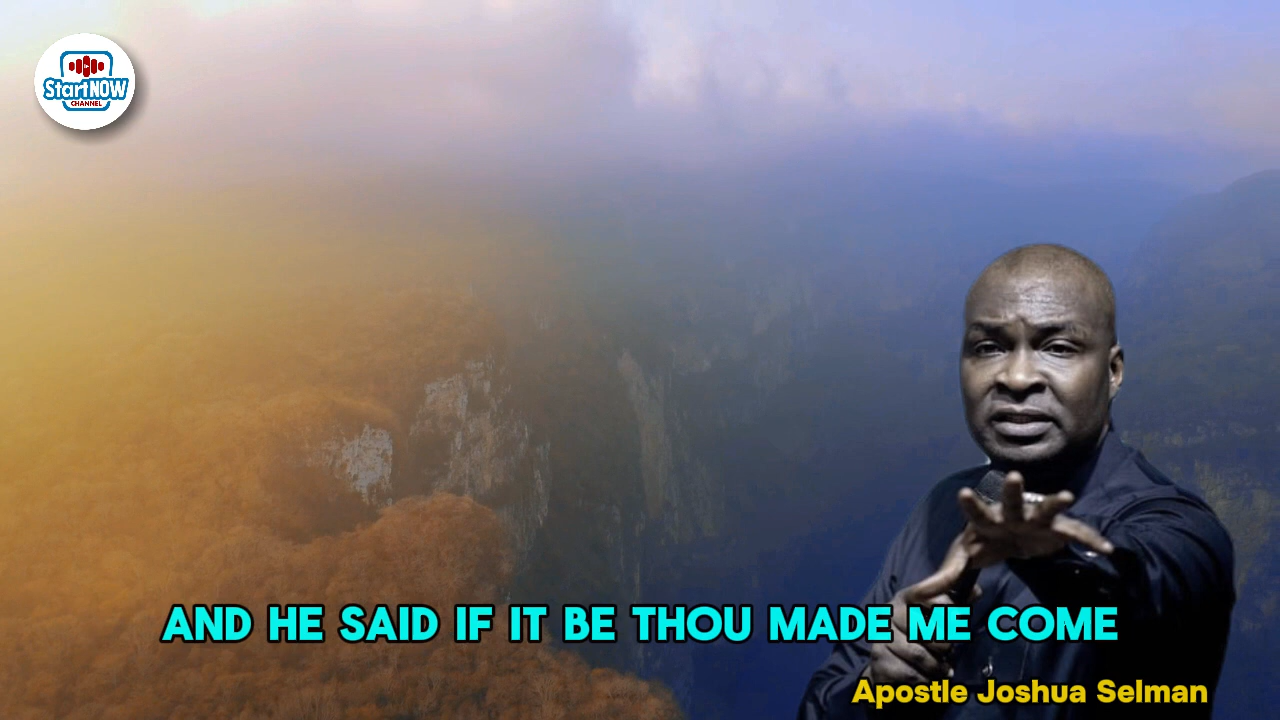 StartNOW
CHANNEL
AND HE SAID IF IT BE THOU MADE ME COME
Apostle Joshua Selman